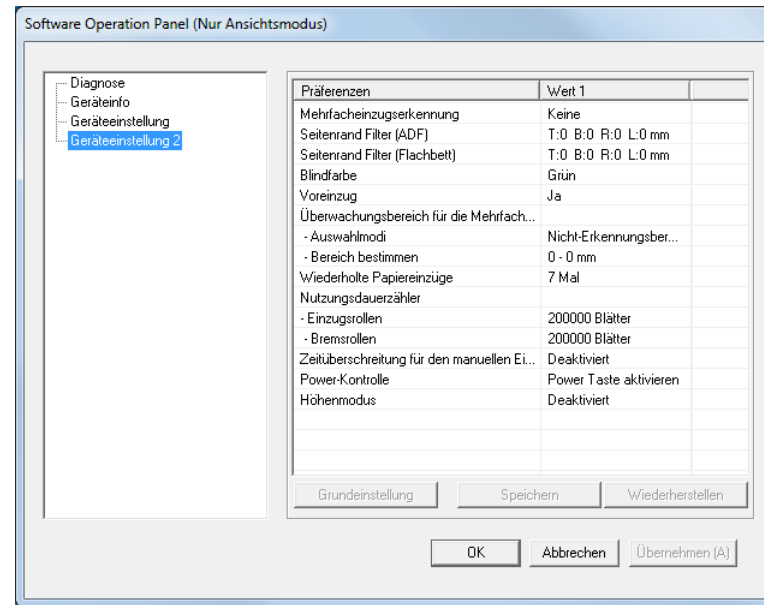 Software Operation Panel (Nur Ansichtsmodus)
Diagnose
Geräteinfo
Geräteeinstellung
Geräteeinstellung 2
Präferenzen Wert 1
Mehrfacheinzugserkennung Keine
Seitenrand Filter (ADF) T:0 B:0 R:0 L:0 mm
Seitenrand Filter (Flachbett) T:0 B:0 R:0 L:0 mm
Blindfarbe Grün
Voreinzug Ja
Überwachungsbereich für die Mehrfach...
- Auswahlmodi Nicht-Erkennungsber...
- Bereich bestimmen 0 - 0 mm
Wiederholte Papiereinzüge 7 Mal
Nutzungsdauerzähler
- Einzugsrollen 200000 Blätter
- Bremsrollen 200000 Blätter
Zeitüberschreitung für den manuellen Ei... Deaktiviert
Power-Kontrolle Power Taste aktivieren
Höhenmodus Deaktiviert
Grundeinstellung Speichern Wiederherstellen
OK Abbrechen Übernehmen (A)